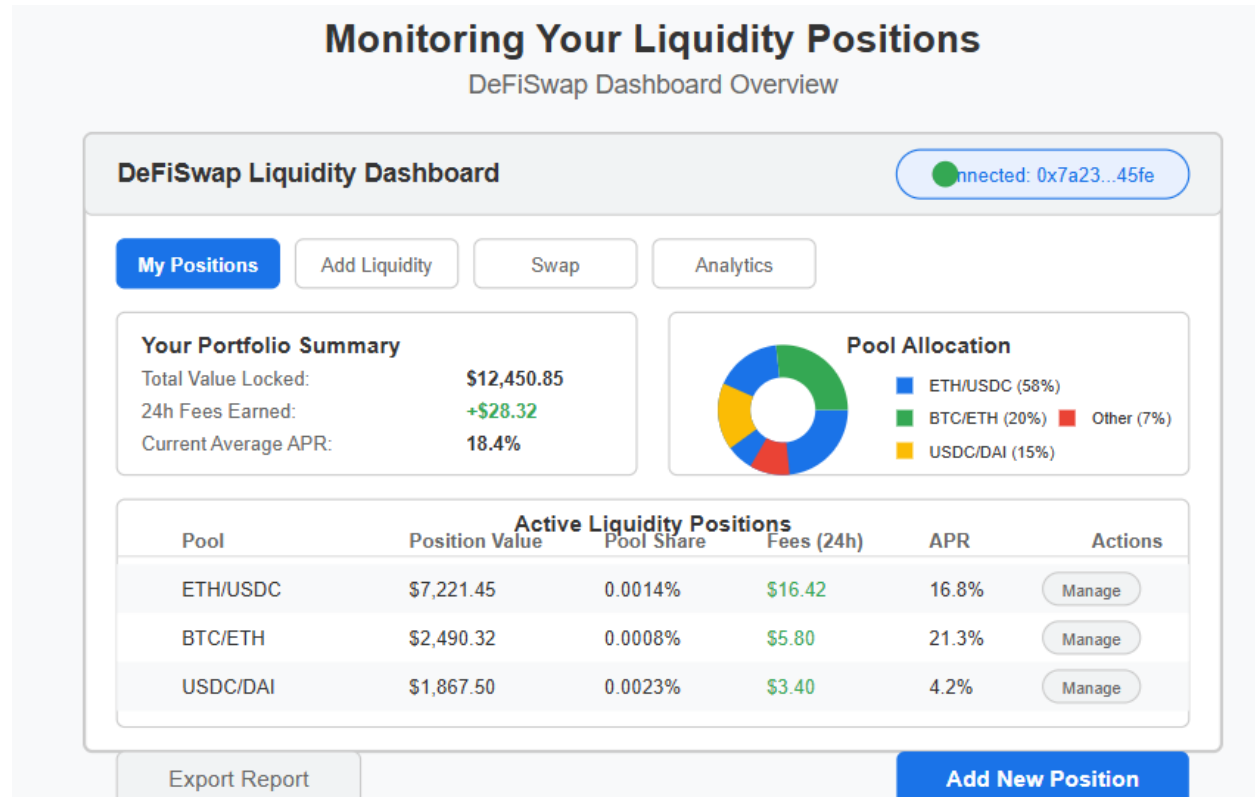 Monitoring Your Liquidity Positions
DeFiSwap Dashboard Overview
DeFiSwap Liquidity Dashboard
nnected: 0x7a23...45fe
My Positions
Add Liquidity
Swap
Analytics
Your Portfolio Summary
Total Value Locked: $12,450.85
24h Fees Earned: +$28.32
Current Average APR: 18.4%
Pool Allocation
ETH/USDC (58%)
BTC/ETH (20%) Other (7%)
USDC/DAI (15%)
Active Liquidity Positions
Pool Position Value Pool Share Fees (24h) APR Actions
ETH/USDC $7,221.45 0.0014% $16.42 16.8% Manage
BTC/ETH $2,490.32 0.0008% $5.80 21.3% Manage
USDC/DAI $1,867.50 0.0023% $3.40 4.2% Manage
Export Report
Add New Position